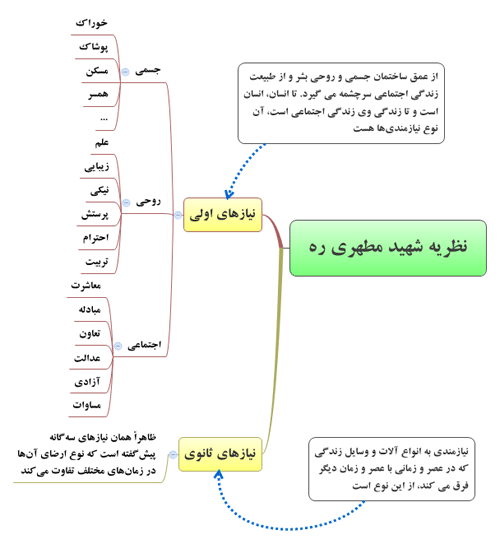 نظریه شهید مطهری ره
نیازهای اولی
از عمق ساختمان جسمی و روحی بشر و از طبیعت
زندگی اجتماعی سرچشمه می گیرد. تا انسان، انسان
است و تا زندگی وی زندگی اجتماعی است، آن
نوع نیازمندی‌ها هست
جسمی
خوراک
پوشاک
مسکن
همسر
...
روحی
علم
زیبایی
نیکی
پرستش
احترام
تربیت
اجتماعی
معاشرت
مبادله
تعاون
عدالت
آزادی
مساوات
نیازهای ثانوی
ظاهراً همان نیازهای سه‌گانه
پیش‌گفته است که نوع ارضای آن‌ها
در زمان‌های مختلف تفاوت می‌کند
نیازمندی به انواع آلات و وسایل زندگی
که در عصر و زمانی با عصر و زمان دیگر
فرق می کند، از این نوع است